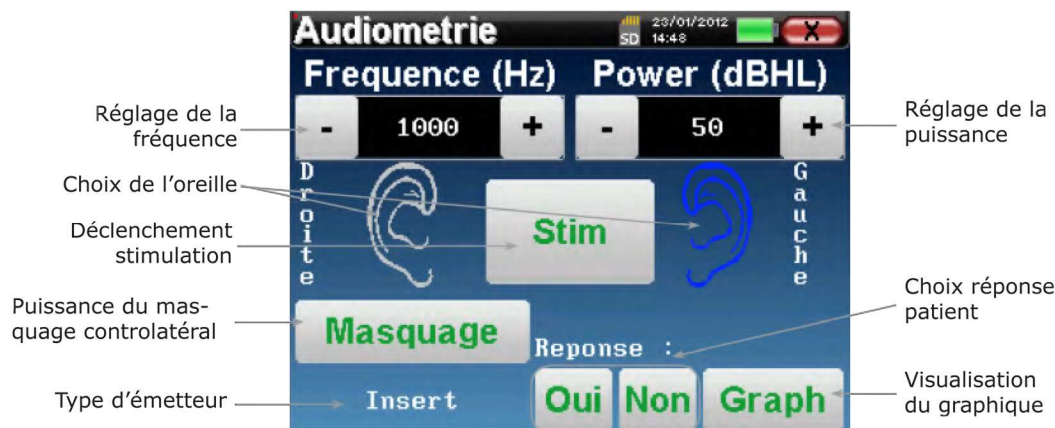 Audiometrie
SD
23/01/2012
14:48
X
Frequence (Hz)
Power (dBHL)
- 1000 +
- 50 +
Réglage de la
fréquence
Réglage de la
puissance
Choix de l'oreille
Droite
Gauche
Stim
Déclenchement
stimulation
Puissance du mas-
quage controlatéral
Masquage
Choix réponse
patient
Reponse :
Type d'émetteur
Insert
Oui
Non
Graph
Visualisation
du graphique